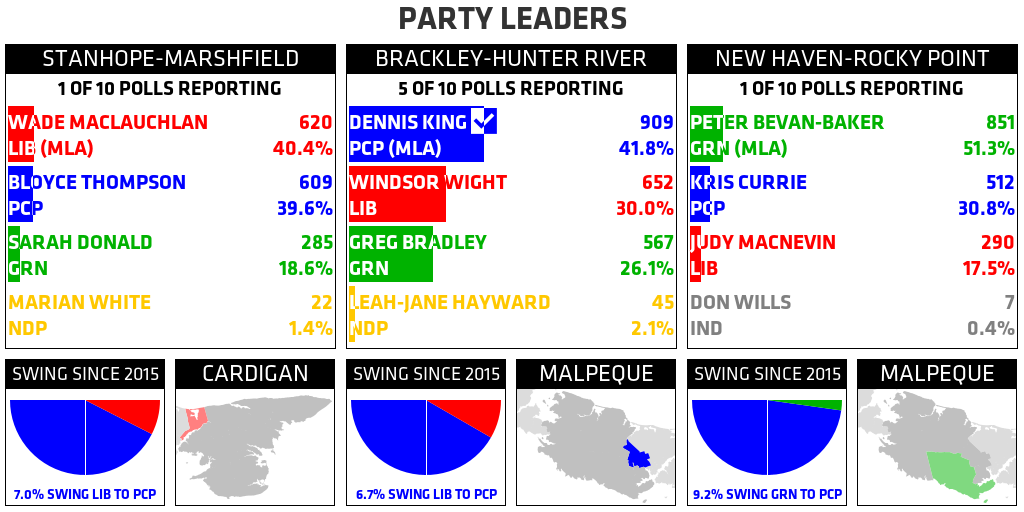 PARTY LEADERS
STANHOPE-MARSHFIELD
1 OF 10 POLLS REPORTING
WADE MACLAUCHLAN 620
LIB (MLA) 40.4%
BLOYCE THOMPSON 609
PCP 39.6%
SARAH DONALD 285
GRN 18.6%
MARIAN WHITE 22
NDP 1.4%
SWING SINCE 2015
7.0% SWING LIB TO PCP
CARDIGAN
BRACKLEY-HUNTER RIVER
5 OF 10 POLLS REPORTING
DENNIS KING 909
PCP (MLA) 41.8%
WINDSOR WIGHT 652
LIB 30.0%
GREG BRADLEY 567
GRN 26.1%
LEAH-JANE HAYWARD 45
NDP 2.1%
SWING SINCE 2015
6.7% SWING LIB TO PCP
MALPEQUE
NEW HAVEN-ROCKY POINT
1 OF 10 POLLS REPORTING
PETER BEVAN-BAKER 851
GRN (MLA) 51.3%
KRIS CURRIE 512
PCP 30.8%
JUDY MACNEVIN 290
LIB 17.5%
DON WILLS 7
IND 0.4%
SWING SINCE 2015
9.2% SWING GRN TO PCP
MALPEQUE